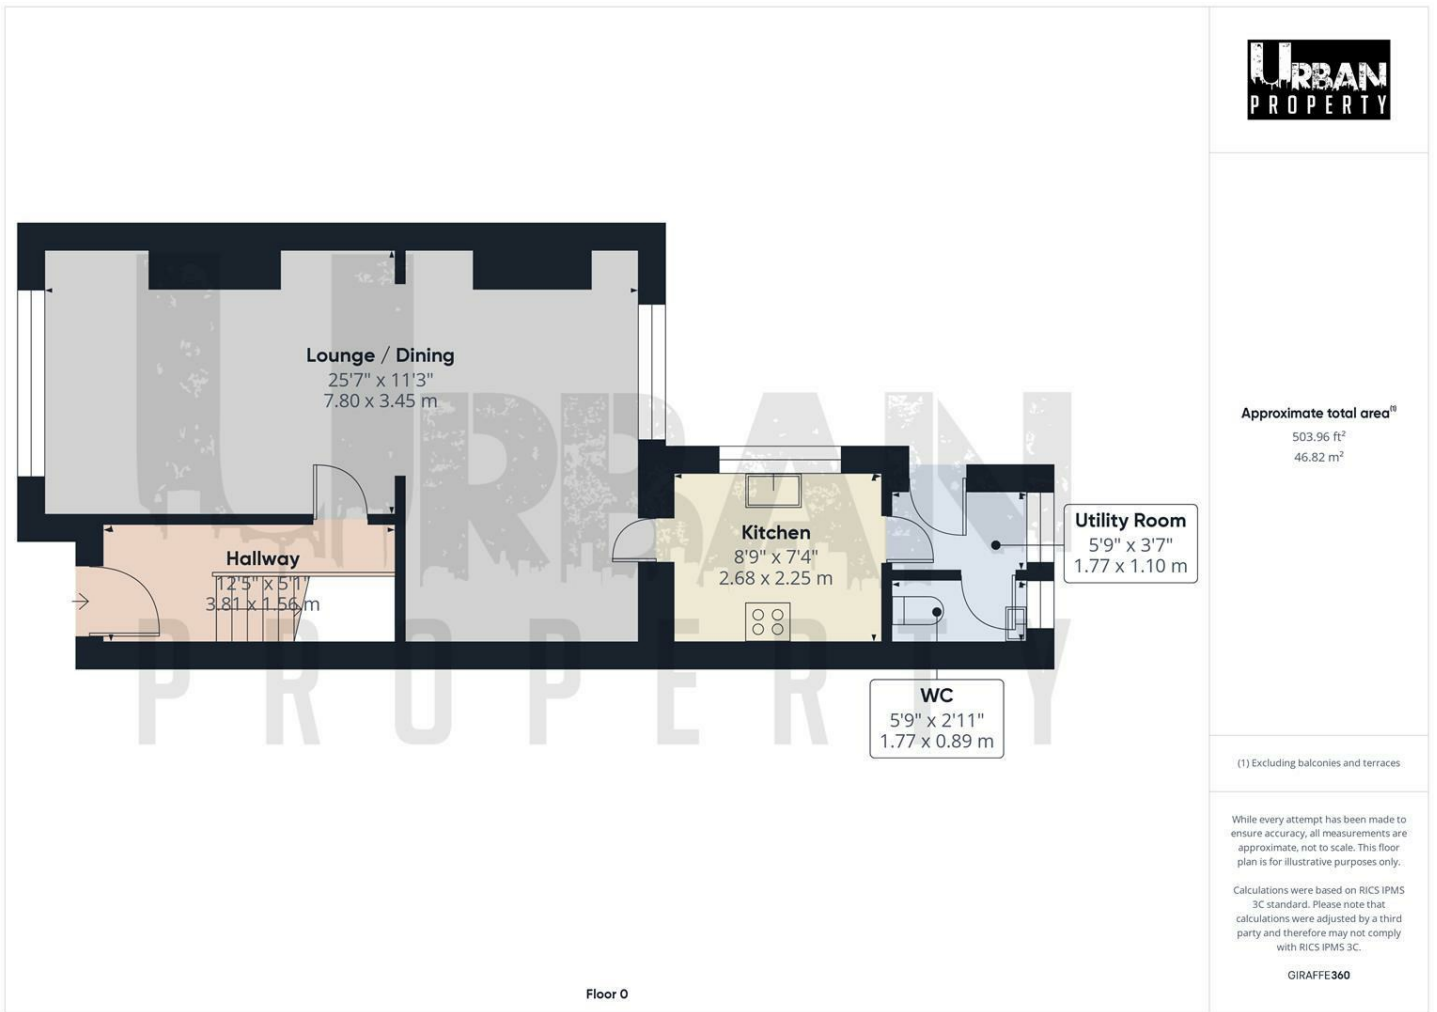 URBAN
PROPERTY
Lounge / Dining
25'7" x 11'3"
7.80 x 3.45 m
Hallway
12'5" x 5'1"
3.81 x 1.56 m
Kitchen
8'9" x 7'4"
2.68 x 2.25 m
Utility Room
5'9" x 3'7"
1.77 x 1.10 m
WC
5'9" x 2'11"
1.77 x 0.89 m
URBAN
PROPERTY
Floor 0
Approximate total area(1)
503.96 ft²
46.82 m²
(1) Excluding balconies and terraces
While every attempt has been made to
ensure accuracy, all measurements are
approximate, not to scale. This floor
plan is for illustrative purposes only.
Calculations were based on RICS IPMS
3C standard. Please note that
calculations were adjusted by a third
party and therefore may not comply
with RICS IPMS 3C.
GIRAFFE360